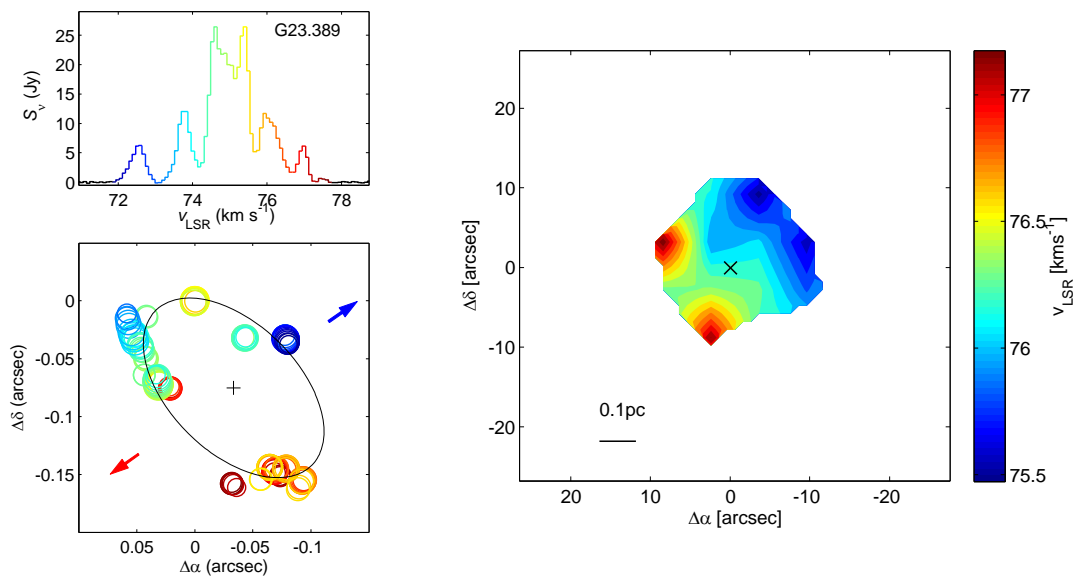 G23.389
25
20
15
10
5
0
S_ν (Jy)
72 74 76 78
v_LSR (km s^-1)
0
-0.05
-0.1
-0.15
Δδ (arcsec)
0.05 0 -0.05 -0.1
Δα (arcsec)
20
10
0
-10
-20
Δδ [arcsec]
0.1pc
20 10 0 -10 -20
Δα [arcsec]
77
76.5
76
75.5
v_LSR [kms^-1]